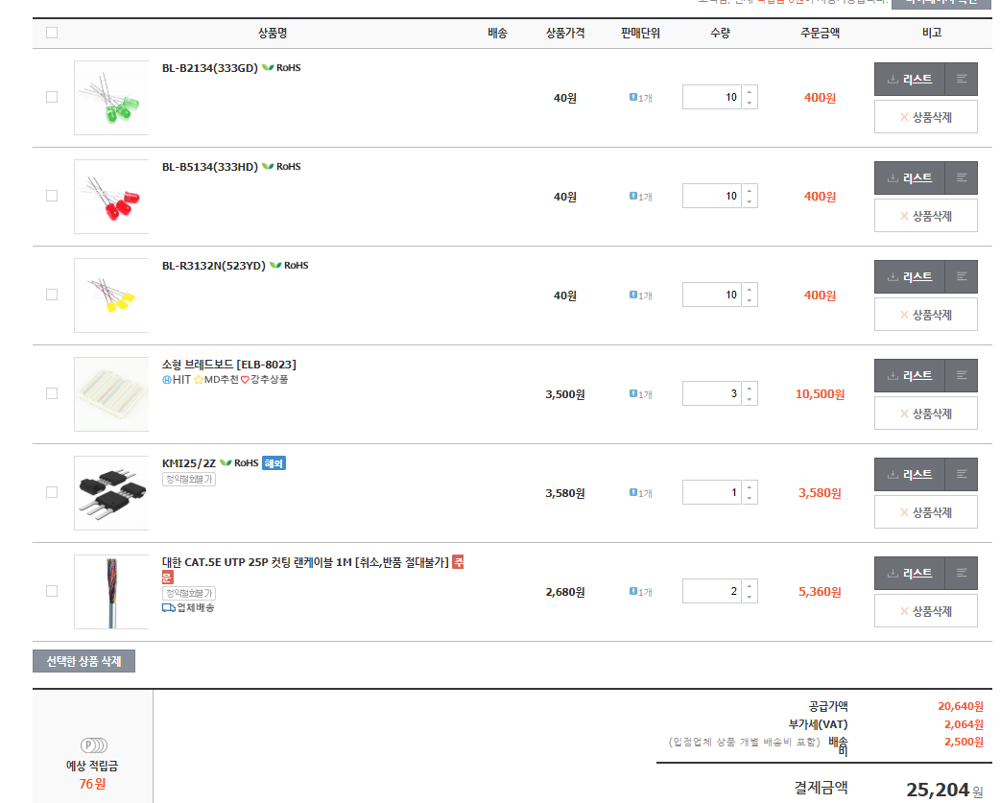 상품명 배송 상품가격 판매단위 수량 주문금액 비고
BL-B2134(333GD) RoHS
40원 1개 10 400원
리스트
상품삭제
BL-B5134(333HD) RoHS
40원 1개 10 400원
리스트
상품삭제
BL-R3132N(523YD) RoHS
40원 1개 10 400원
리스트
상품삭제
소형 브레드보드 [ELB-8023]
HIT MD추천 강추상품
3,500원 1개 3 10,500원
리스트
상품삭제
KMI25/2Z RoHS 해외
청약철회불가
3,580원 1개 1 3,580원
리스트
상품삭제
대한 CAT.5E UTP 25P 컷팅 랜케이블 1M [취소,반품 절대불가] 주
문
청약철회불가
업체배송
2,680원 1개 2 5,360원
리스트
상품삭제
선택한 상품 삭제
P
예상 적립금
76원
공급가액 20,640원
부가세(VAT) 2,064원
(입점업체 상품 개별 배송비 포함) 배송
비
2,500원
결제금액 25,204원